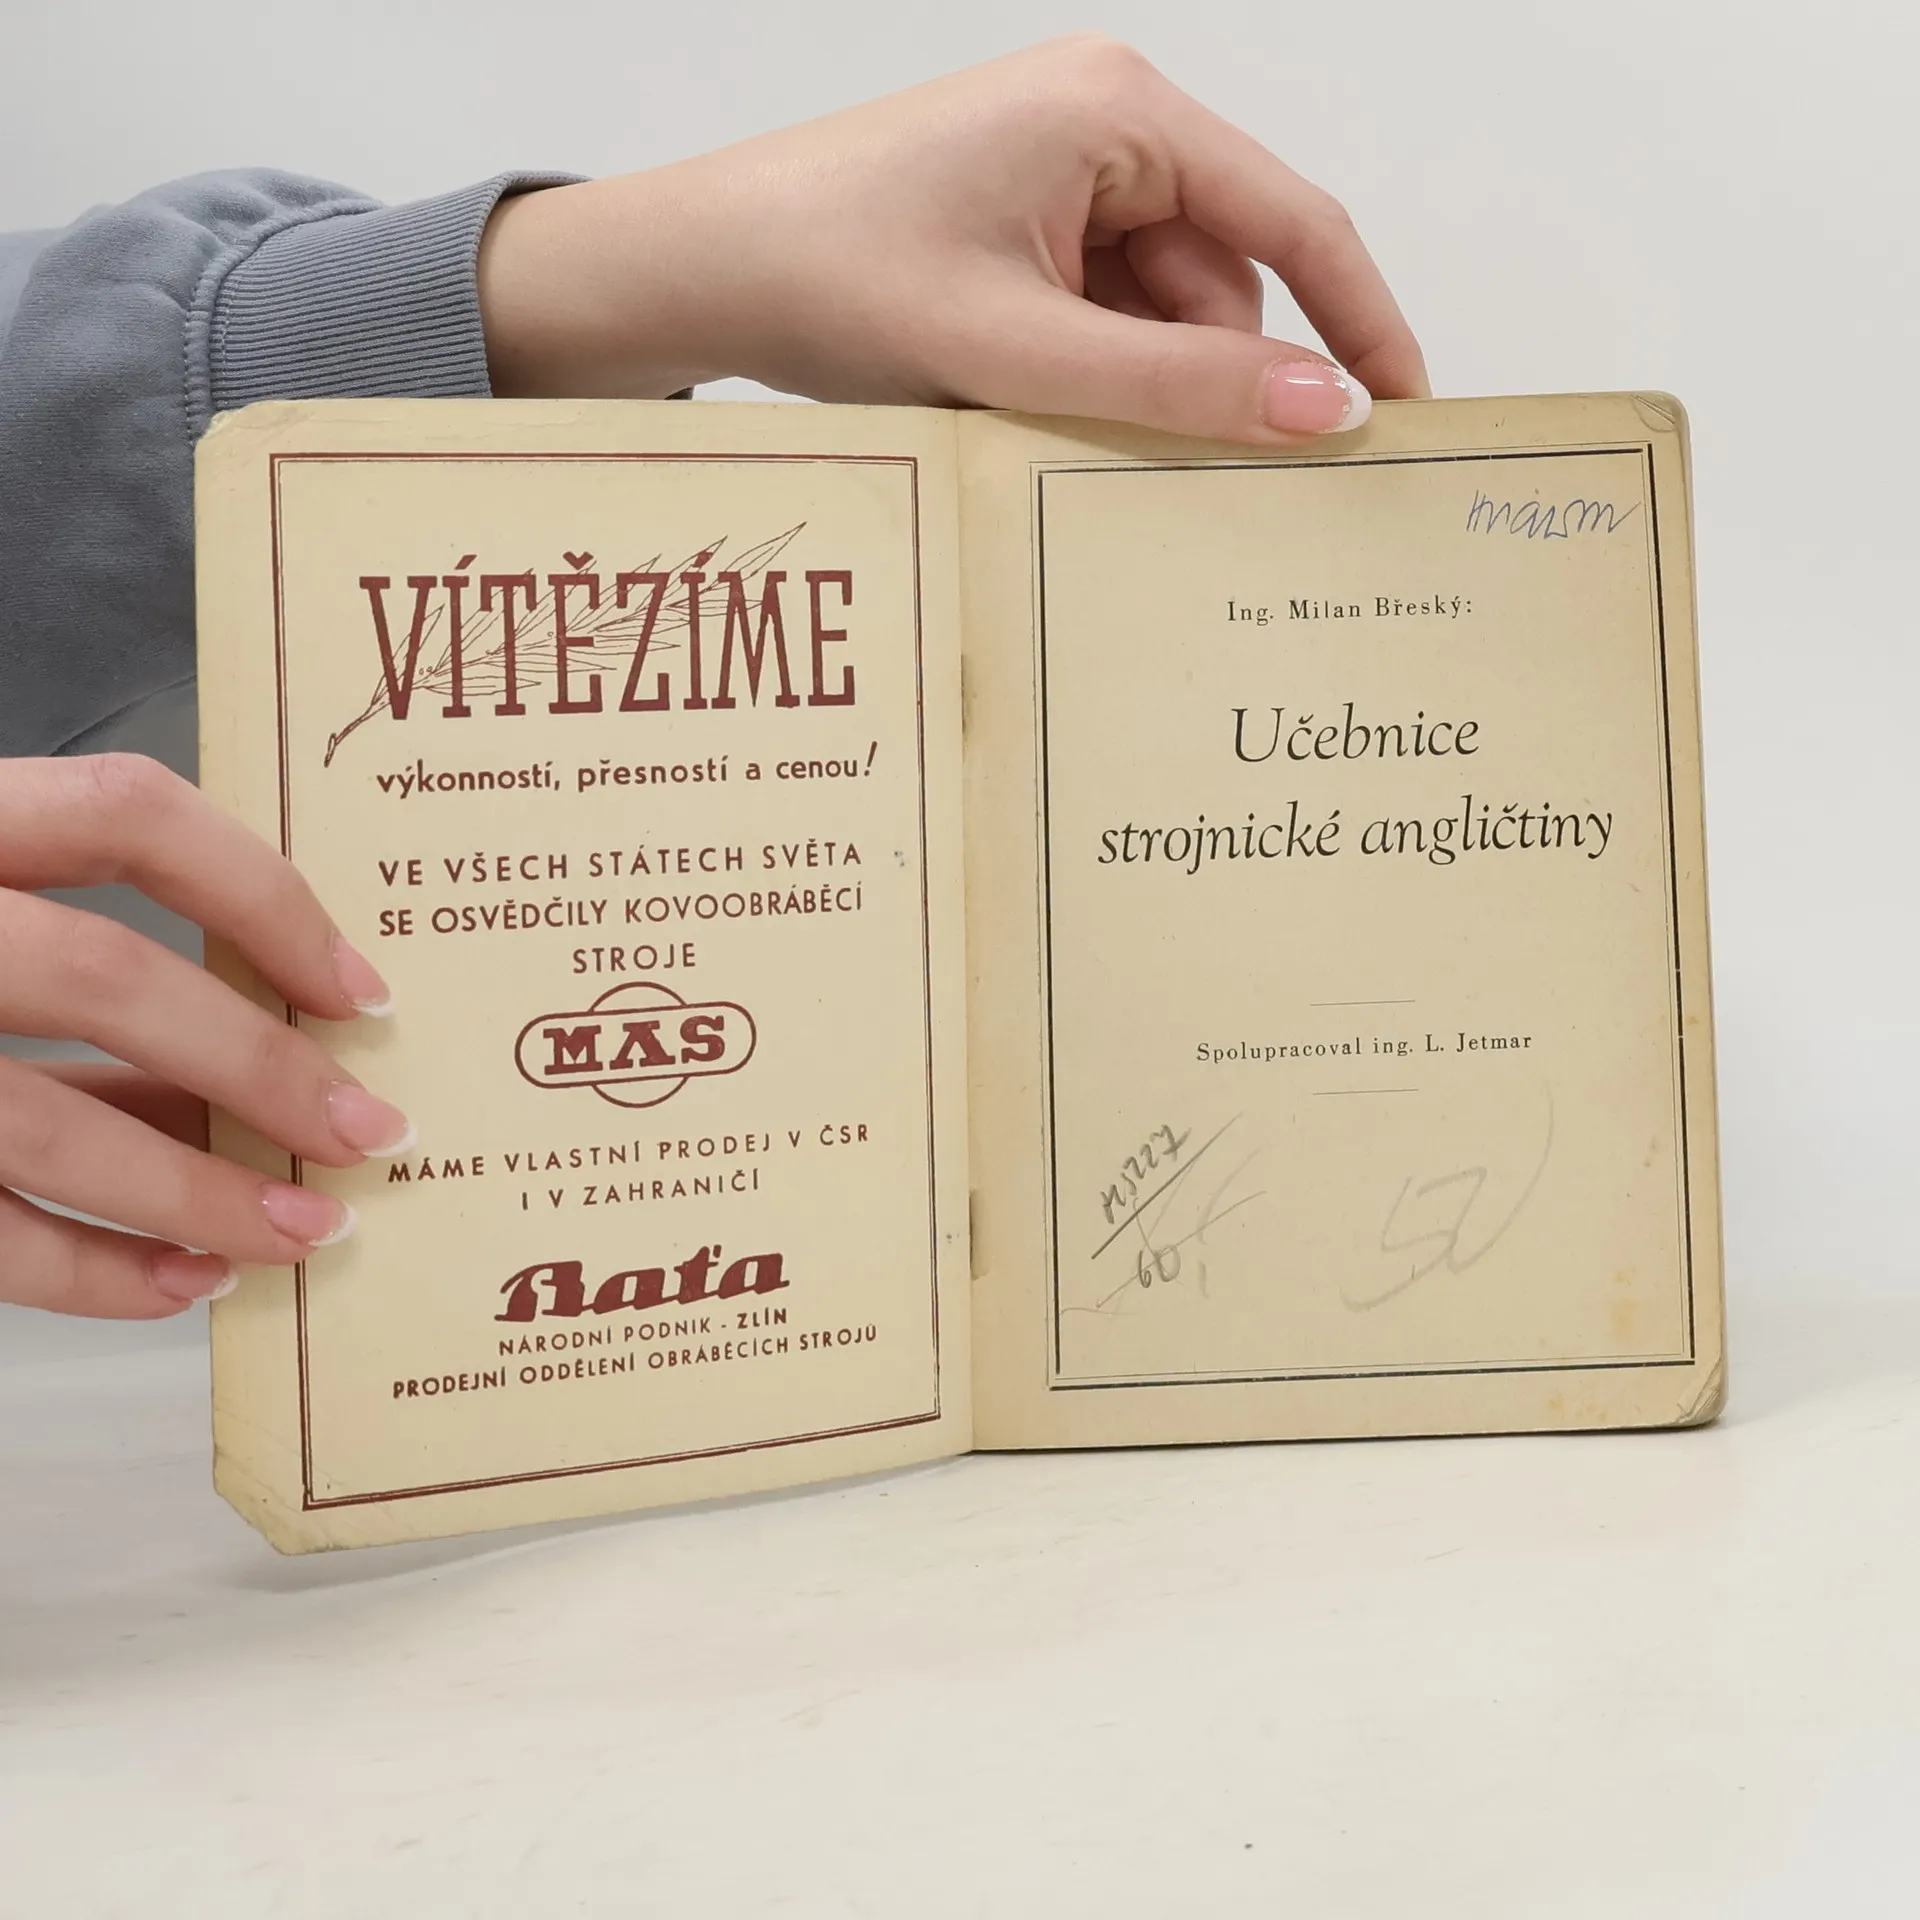 VÍTĚZÍME
výkonností, přesností a cenou!
VE VŠECH STÁTECH SVĚTA
SE OSVĚDČILY KOVOOBRÁBĚCÍ
STROJE
MAS
MÁME VLASTNÍ PRODEJ V ČSR
I V ZAHRANIČÍ
Baťa
NÁRODNÍ PODNIK - ZLÍN
PRODEJNÍ ODDĚLENÍ OBRÁBĚCÍCH STROJŮ
Ing. Milan Břeský:
Učebnice
strojnické angličtiny
Spolupracoval ing. L. Jetmar
60
50